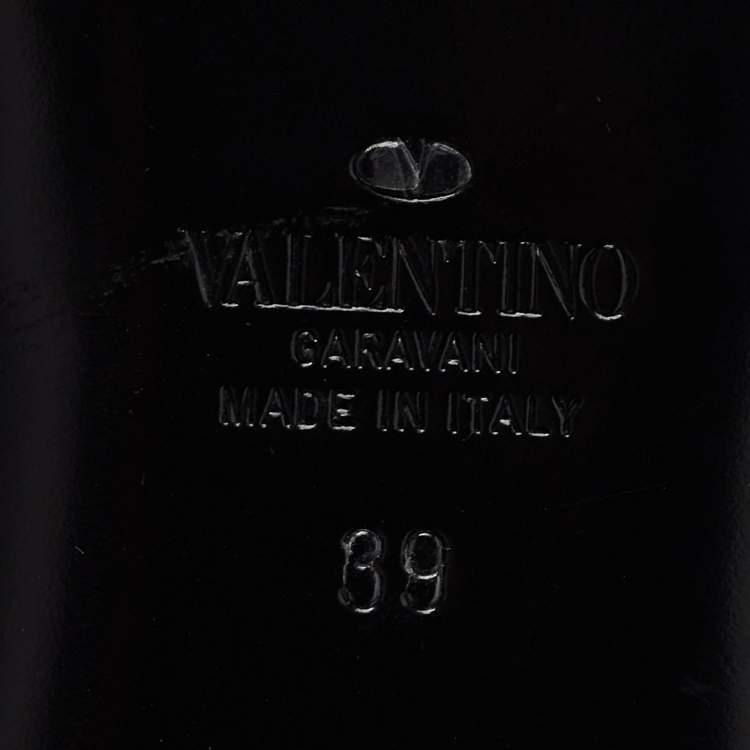 V
VALENTINO
GARAVANI
MADE IN ITALY
39